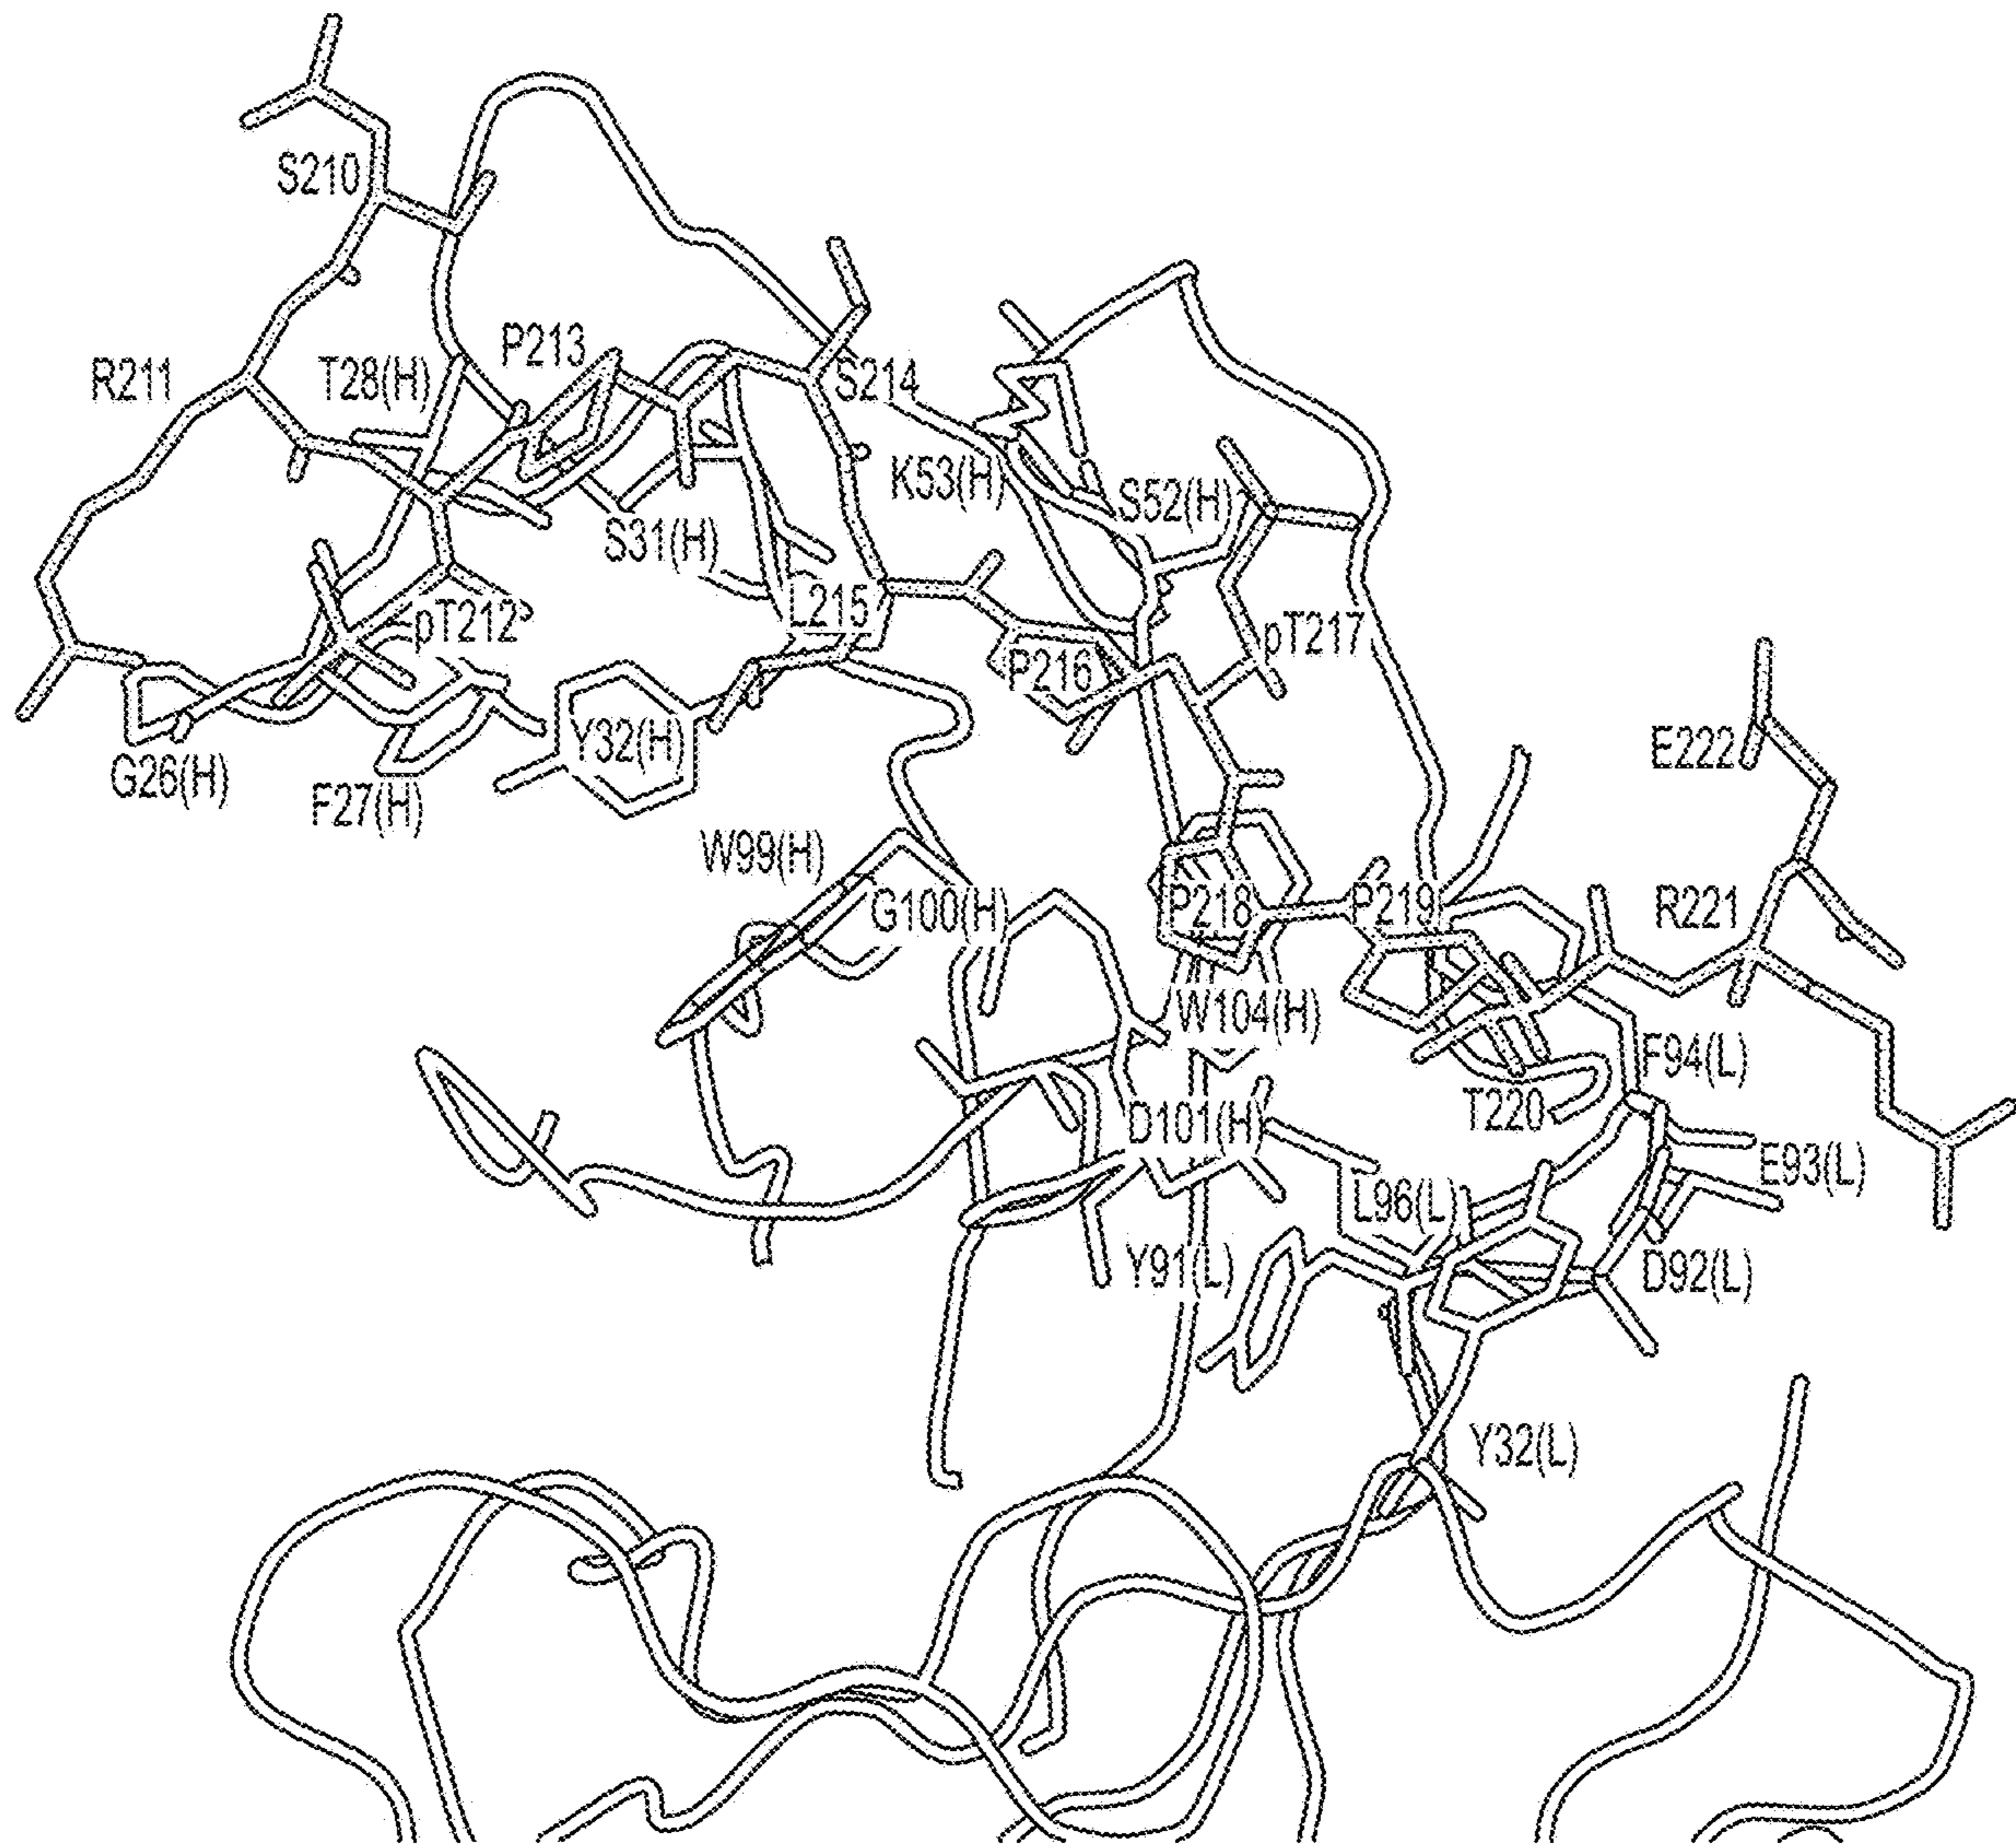 S210
R211
T28(H)
P213
S214
K53(H)
S52(H)
S31(H)
pT212
L215
pT217
P216
G26(H)
F27(H)
Y32(H)
E222
W99(H)
G100(H)
P218
P219
R221
W104(H)
F94(L)
T220
D101(H)
E93(L)
L96(L)
Y91(L)
D92(L)
Y32(L)